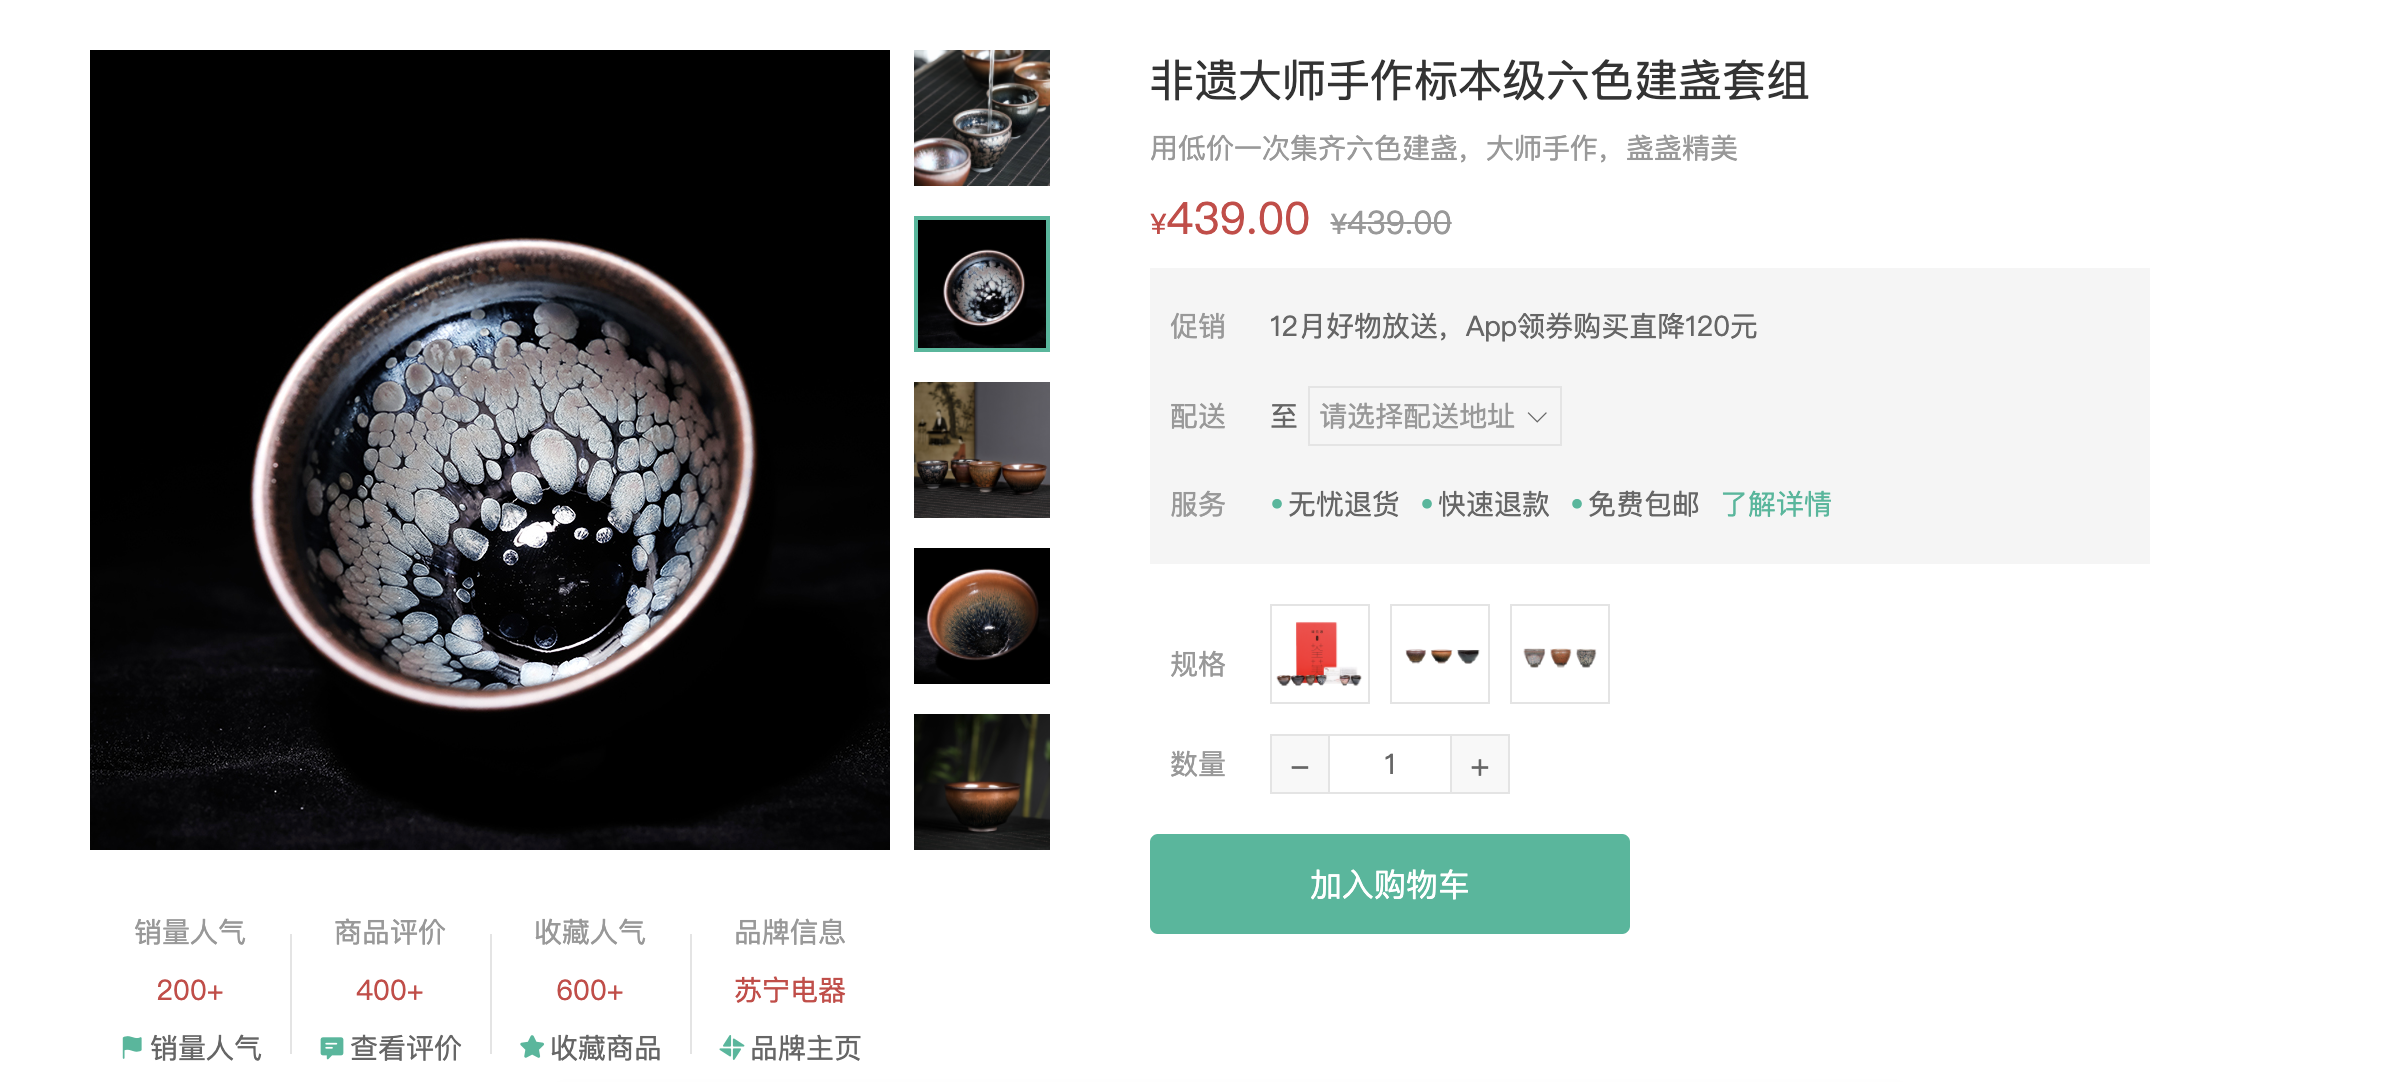 非遗大师手作标本级六色建盏套组
用低价一次集齐六色建盏，大师手作，盏盏精美
¥439.00 ¥439.00
促销 12月好物放送，App领券购买直降120元
配送 至 请选择配送地址
服务 •无忧退货 •快速退款 •免费包邮 了解详情
规格
数量 − 1 +
加入购物车
销量人气 商品评价 收藏人气 品牌信息
200+ 400+ 600+ 苏宁电器
销量人气 查看评价 收藏商品 品牌主页